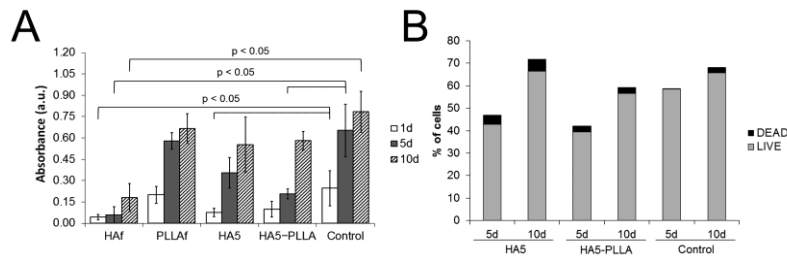 A
B
1.20
1.05
0.90
0.75
0.60
0.45
0.30
0.15
0.00
Absorbance (a.u.)
p < 0.05
p < 0.05
p < 0.05
1d
5d
10d
HAf
PLLAf
HA5
HA5−PLLA
Control
80
70
60
50
40
30
20
10
0
% of cells
DEAD
LIVE
5d 10d 5d 10d 5d 10d
HA5 HA5-PLLA Control